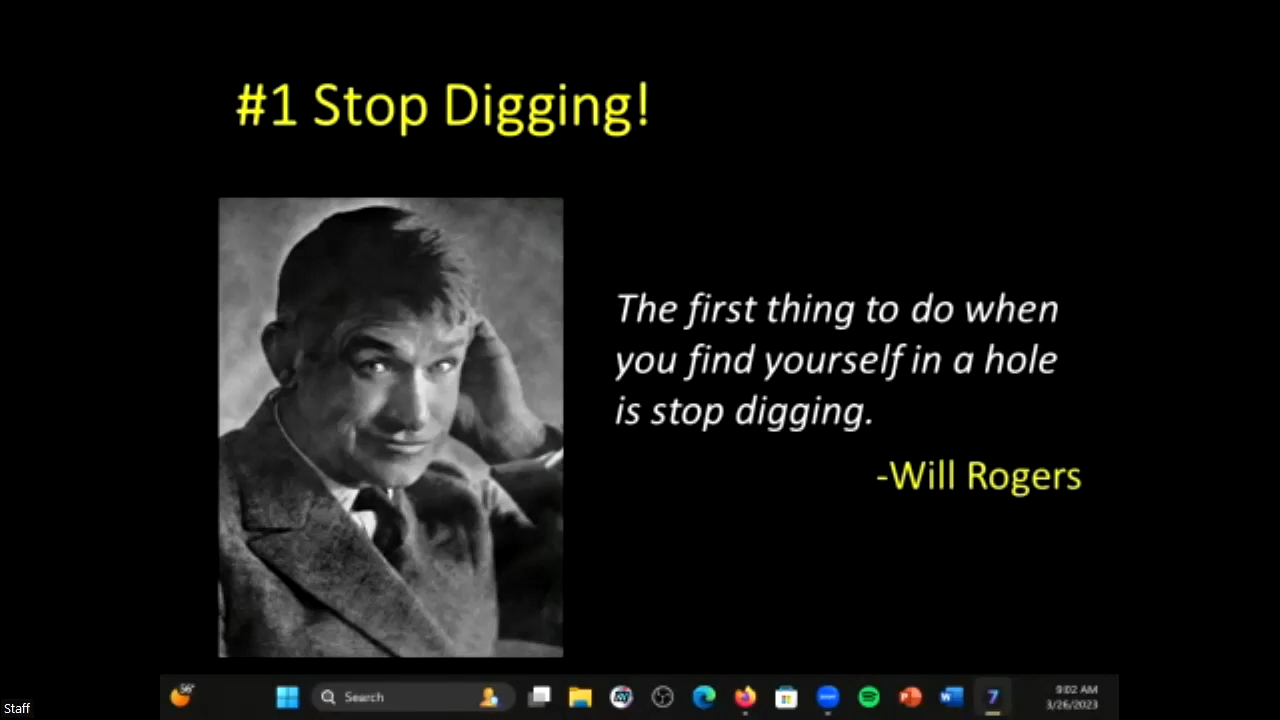 #1 Stop Digging!
The first thing to do when
you find yourself in a hole
is stop digging.
-Will Rogers
56°
Search
9:02 AM
3/26/2023
Staff